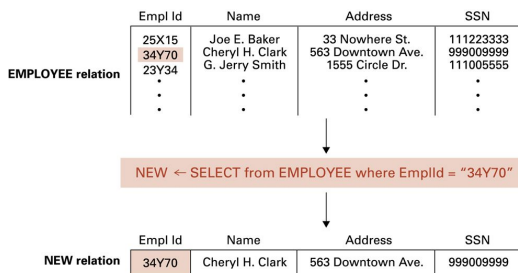 Empl Id Name Address SSN
25X15 Joe E. Baker 33 Nowhere St. 111223333
34Y70 Cheryl H. Clark 563 Downtown Ave. 999009999
23Y34 G. Jerry Smith 1555 Circle Dr. 111005555
EMPLOYEE relation
NEW ← SELECT from EMPLOYEE where EmplId = “34Y70”
Empl Id Name Address SSN
NEW relation 34Y70 Cheryl H. Clark 563 Downtown Ave. 999009999